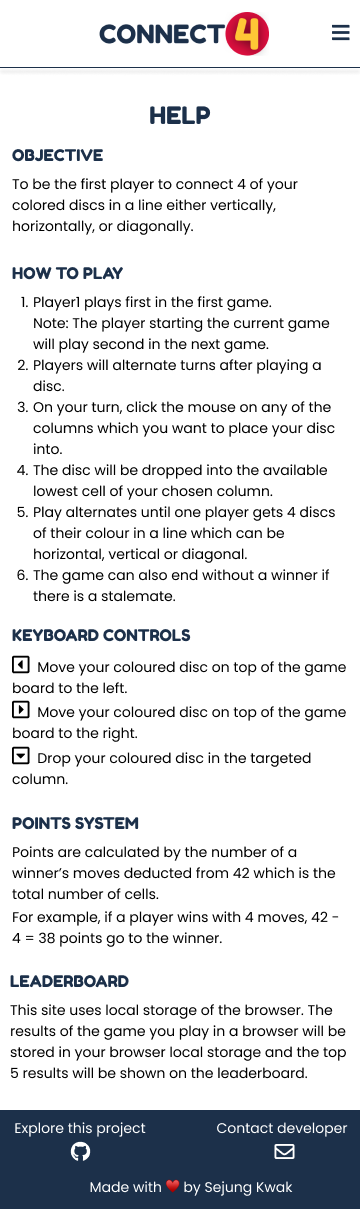 CONNECT4
HELP
OBJECTIVE
To be the first player to connect 4 of your
colored discs in a line either vertically,
horizontally, or diagonally.
HOW TO PLAY
1. Player1 plays first in the first game.
Note: The player starting the current game
will play second in the next game.
2. Players will alternate turns after playing a
disc.
3. On your turn, click the mouse on any of the
columns which you want to place your disc
into.
4. The disc will be dropped into the available
lowest cell of your chosen column.
5. Play alternates until one player gets 4 discs
of their colour in a line which can be
horizontal, vertical or diagonal.
6. The game can also end without a winner if
there is a stalemate.
KEYBOARD CONTROLS
Move your coloured disc on top of the game
board to the left.
Move your coloured disc on top of the game
board to the right.
Drop your coloured disc in the targeted
column.
POINTS SYSTEM
Points are calculated by the number of a
winner's moves deducted from 42 which is the
total number of cells.
For example, if a player wins with 4 moves, 42 -
4 = 38 points go to the winner.
LEADERBOARD
This site uses local storage of the browser. The
results of the game you play in a browser will be
stored in your browser local storage and the top
5 results will be shown on the leaderboard.
Explore this project
Contact developer
Made with ❤️ by Sejung Kwak